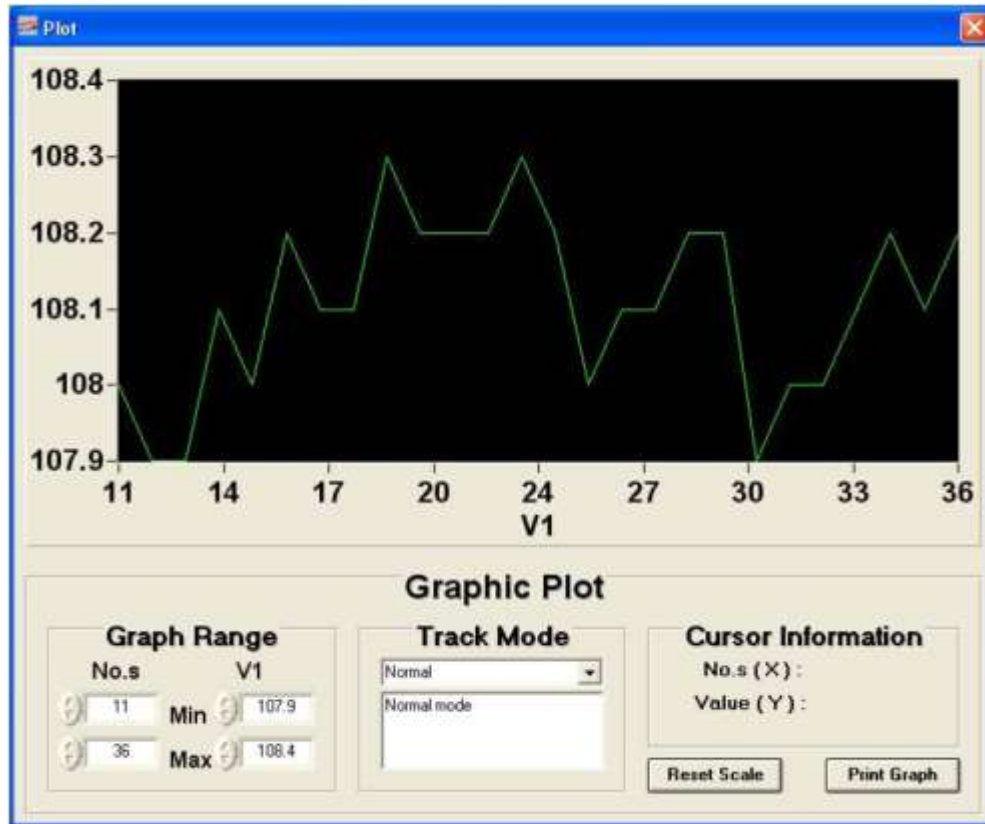 Plot
108.4
108.3
108.2
108.1
108
107.9
11 14 17 20 24 27 30 33 36
V1
Graphic Plot
Graph Range
No.s V1
11 Min 107.9
36 Max 108.4
Track Mode
Normal
Normal mode
Cursor Information
No.s ( X ) :
Value ( Y ) :
Reset Scale Print Graph